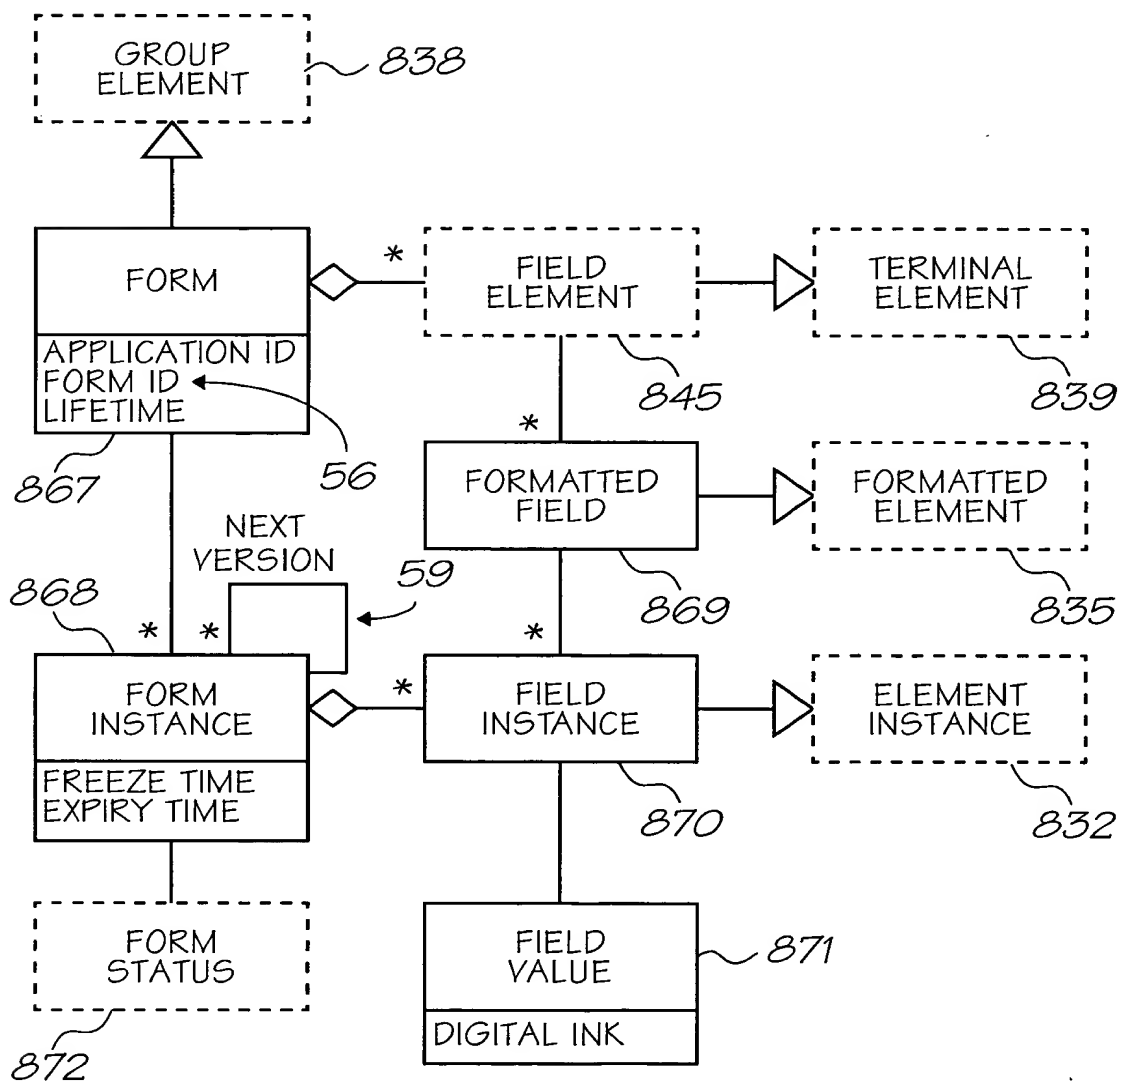 GROUP
ELEMENT
838
FORM
*
FIELD
ELEMENT
TERMINAL
ELEMENT
APPLICATION ID
FORM ID
LIFETIME
845
839
*
867
56
FORMATTED
FIELD
FORMATTED
ELEMENT
NEXT
VERSION
59
868
869
835
*
*
*
FORM
INSTANCE
*
FIELD
INSTANCE
ELEMENT
INSTANCE
FREEZE TIME
EXPIRY TIME
870
832
FORM
STATUS
FIELD
VALUE
871
DIGITAL INK
872